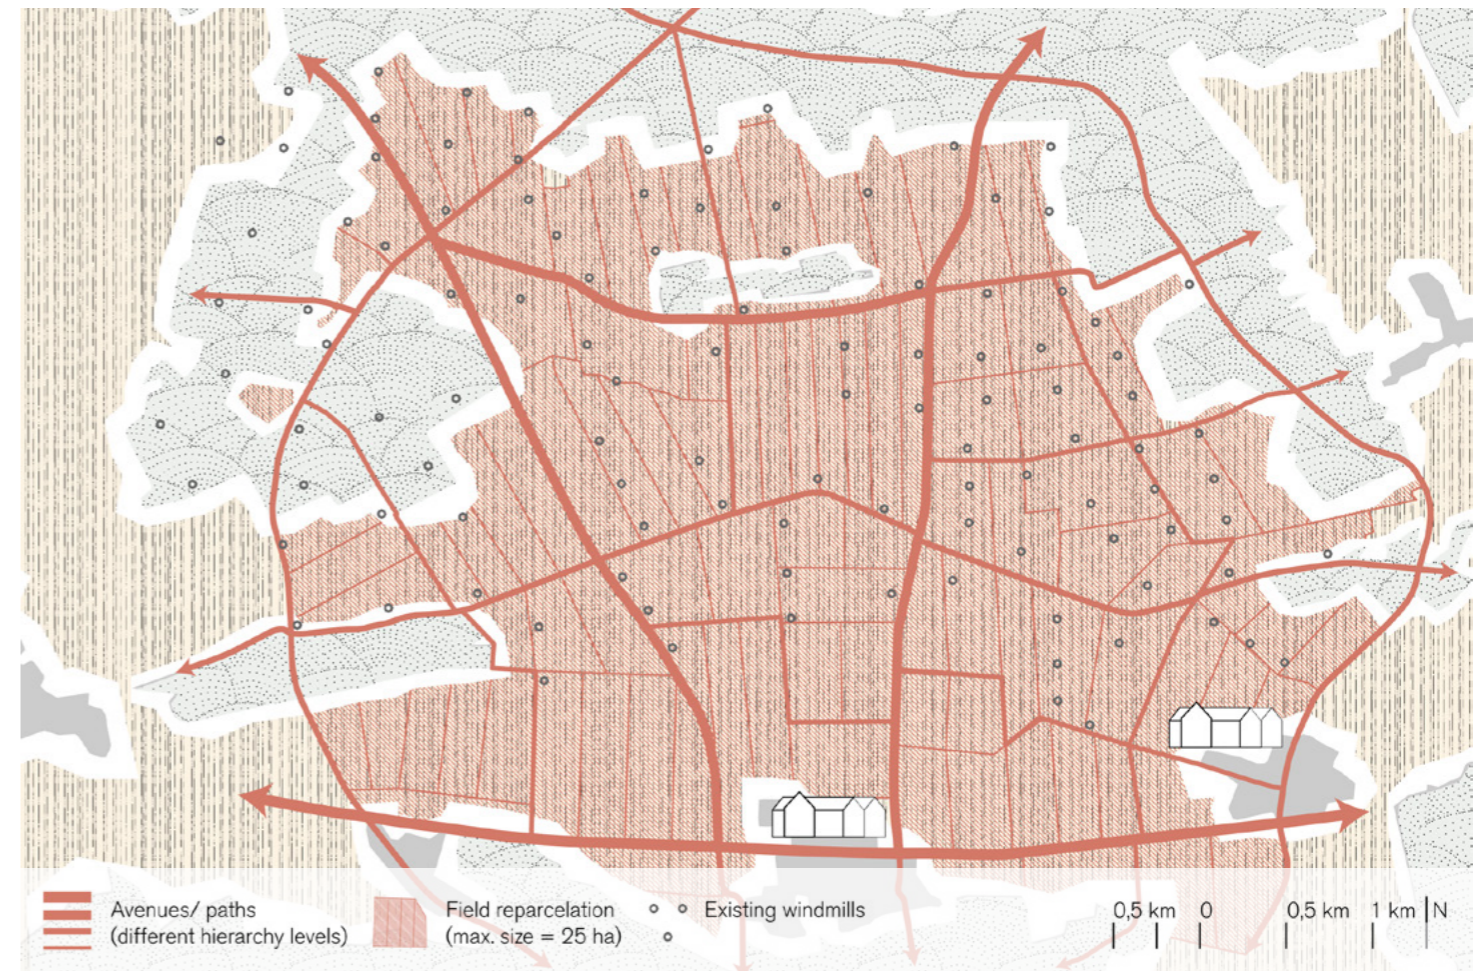 Avenues/ paths
(different hierarchy levels)
Field reparcelation
(max. size = 25 ha)
Existing windmills
0,5 km 0 0,5 km 1 km N